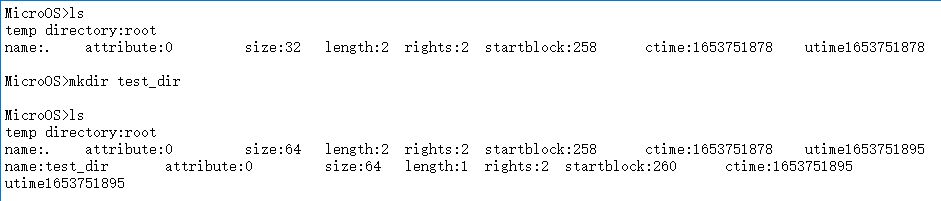 MicroOS>ls
temp directory:root
name:. attribute:0 size:32 length:2 rights:2 startblock:258 ctime:1653751878 utime1653751878
MicroOS>mkdir test_dir
MicroOS>ls
temp directory:root
name:. attribute:0 size:64 length:2 rights:2 startblock:258 ctime:1653751878 utime1653751895
name:test_dir attribute:0 size:64 length:1 rights:2 startblock:260 ctime:1653751895
utime1653751895